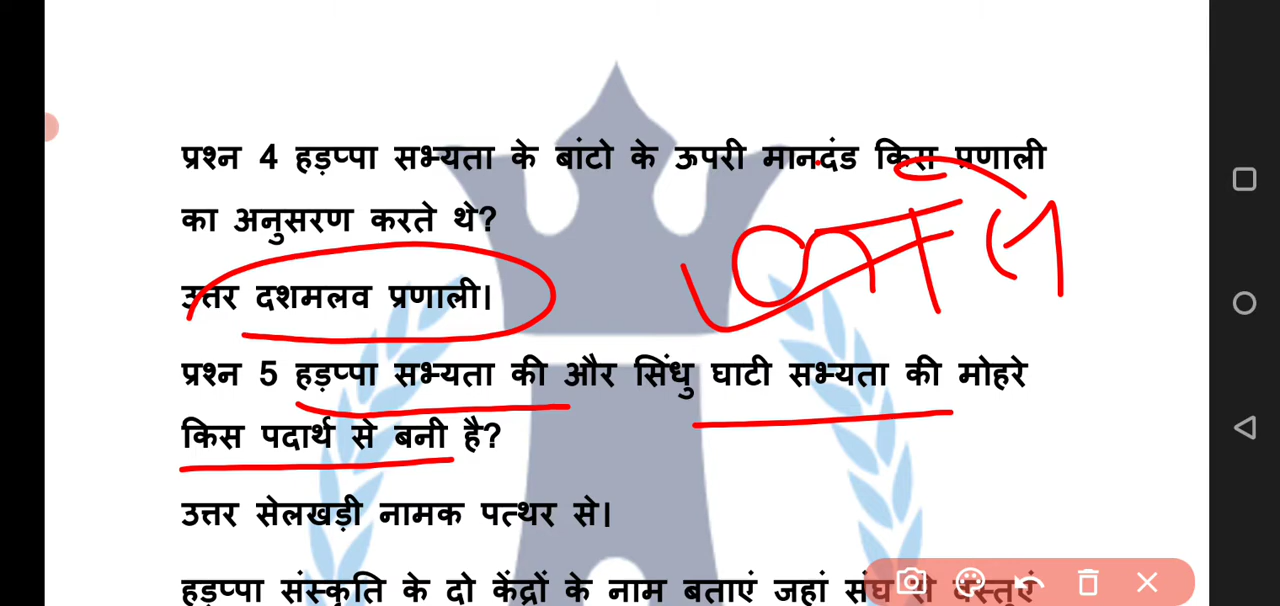 प्रश्न 4 हड़प्पा सभ्यता के बांटो के ऊपरी मानदंड किस प्रणाली
का अनुसरण करते थे?
उत्तर दशमलव प्रणाली।
प्रश्न 5 हड़प्पा सभ्यता की और सिंधु घाटी सभ्यता की मोहरे
किस पदार्थ से बनी है?
उत्तर सेलखड़ी नामक पत्थर से।
हड़प्पा संस्कृति के दो केंद्रों के नाम बताएं जहां संघ से वस्तुएं